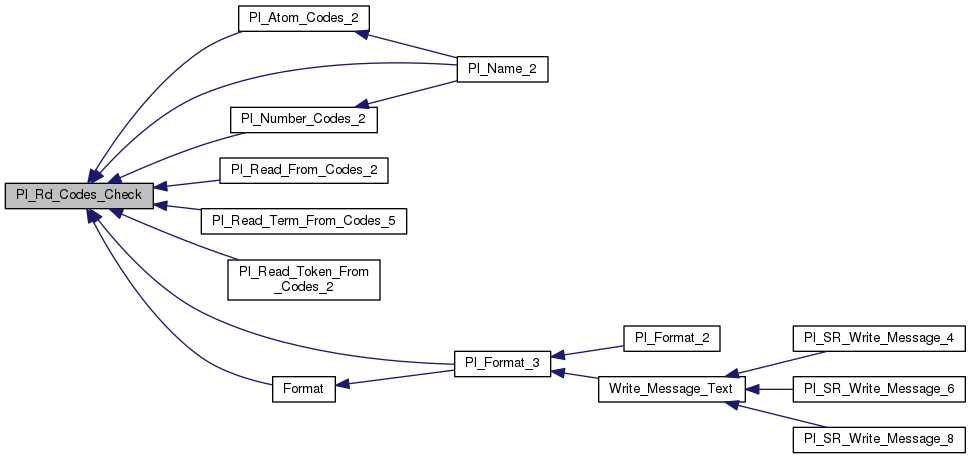 Pl_Atom_Codes_2
Pl_Name_2
Pl_Number_Codes_2
Pl_Read_From_Codes_2
Pl_Rd_Codes_Check
Pl_Read_Term_From_Codes_5
Pl_Read_Token_From
_Codes_2
Pl_Format_2
Pl_SR_Write_Message_4
Pl_Format_3
Format
Write_Message_Text
Pl_SR_Write_Message_6
Pl_SR_Write_Message_8